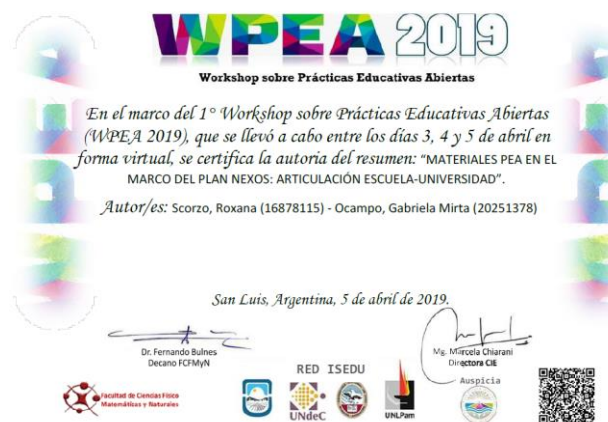 WPEA 2019
Workshop sobre Prácticas Educativas Abiertas
En el marco del 1° Workshop sobre Prácticas Educativas Abiertas
(WPEA 2019), que se llevó a cabo entre los días 3, 4 y 5 de abril en
forma virtual, se certifica la autoria del resumen: "MATERIALES PEA EN EL
MARCO DEL PLAN NEXOS: ARTICULACIÓN ESCUELA-UNIVERSIDAD".
Autor/es: Scorzo, Roxana (16878115) - Ocampo, Gabriela Mirta (20251378)
San Luis, Argentina, 5 de abril de 2019.
Dr. Fernando Bulnes
Decano FCFMyN
Mg. Marcela Chiarani
Directora CIE
RED ISEDU
Auspicia
Facultad de Ciencias Físico
Matemáticas y Naturales
UNdeC
UNLPam